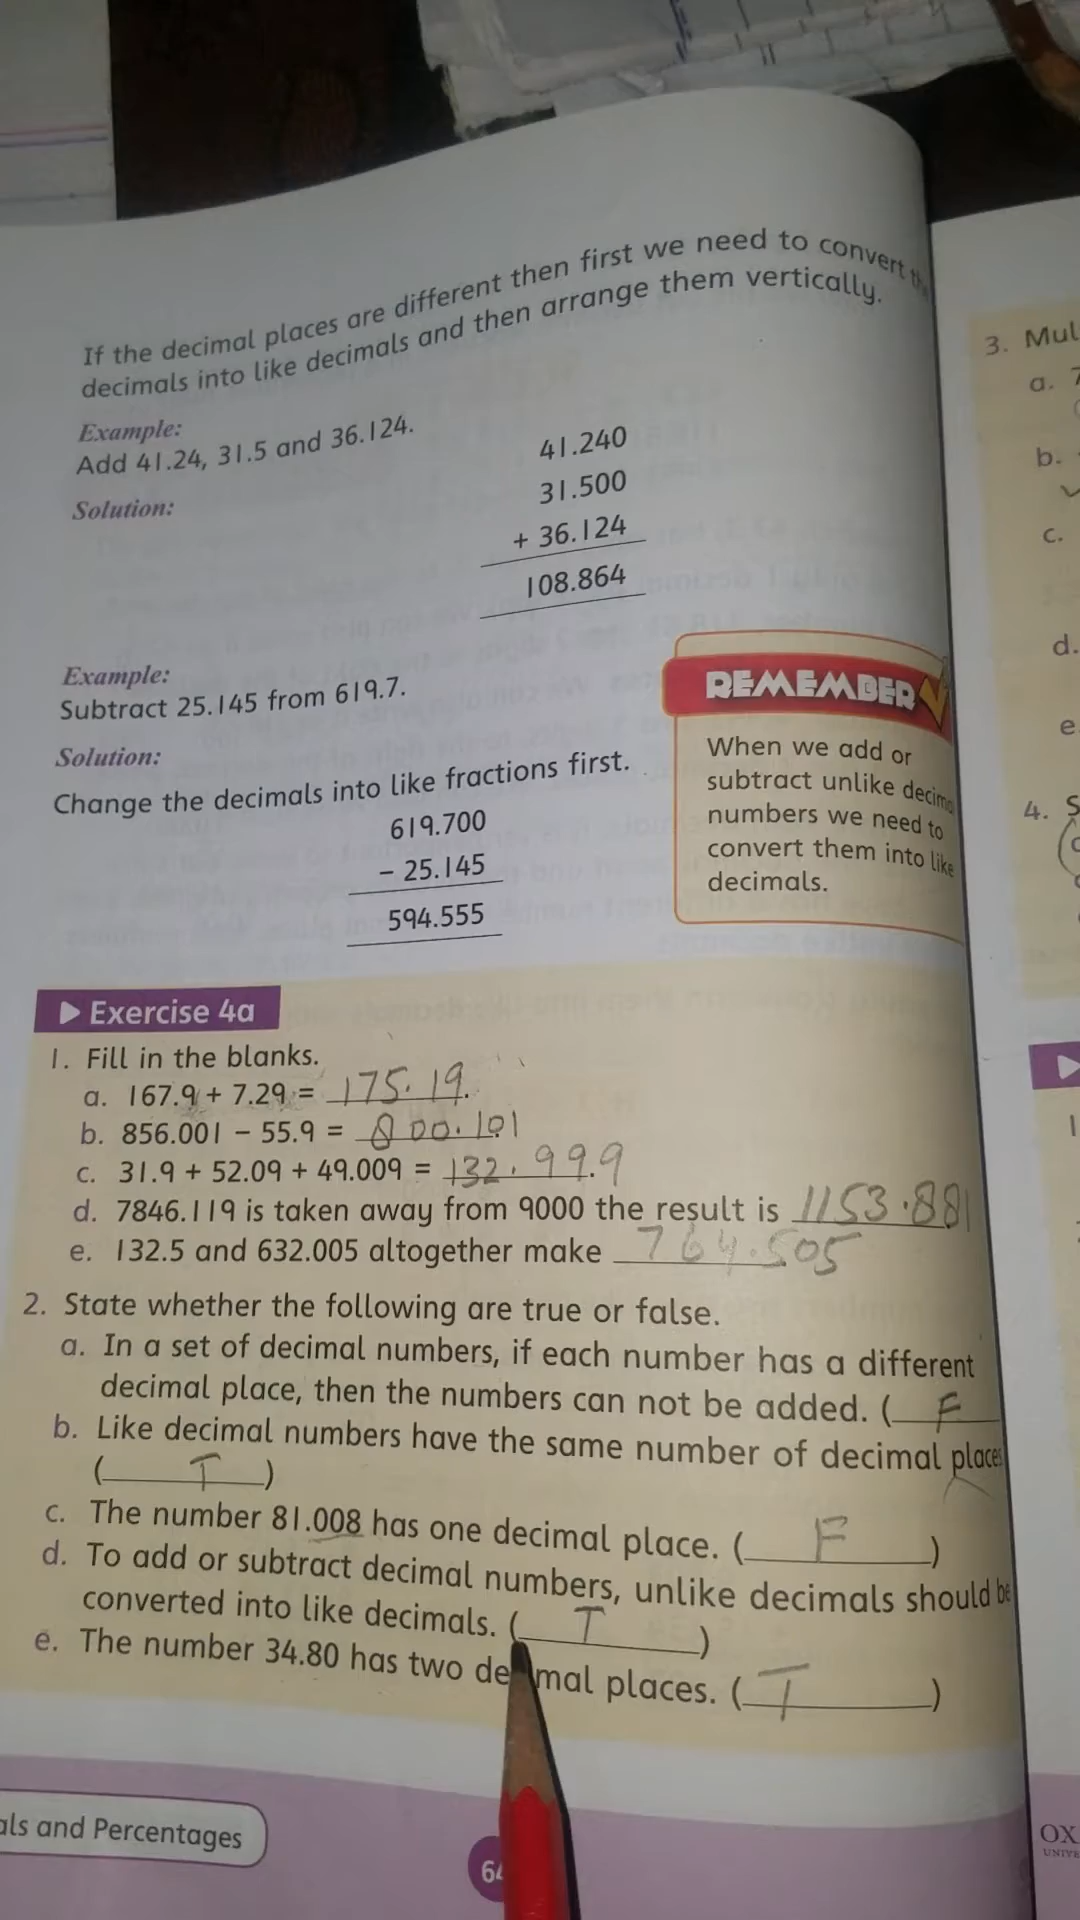 If the decimal places are different then first we need to convert
decimals into like decimals and then arrange them vertically.
Example:
Add 41.24, 31.5 and 36.124.
Solution:
41.240
31.500
+ 36.124
108.864
Example:
Subtract 25.145 from 619.7.
Solution:
Change the decimals into like fractions first.
619.700
– 25.145
594.555
REMEMBER
When we add or
subtract unlike decima
numbers we need to
convert them into like
decimals.
Exercise 4a
1. Fill in the blanks.
a. 167.9 + 7.29 = 175.19.
b. 856.001 – 55.9 = 800.101
c. 31.9 + 52.09 + 49.009 = 132.999
d. 7846.119 is taken away from 9000 the result is 1153.881
e. 132.5 and 632.005 altogether make 764.505
2. State whether the following are true or false.
a. In a set of decimal numbers, if each number has a different
decimal place, then the numbers can not be added. ( F
b. Like decimal numbers have the same number of decimal places
( T )
c. The number 81.008 has one decimal place. ( F )
d. To add or subtract decimal numbers, unlike decimals should be
converted into like decimals. ( T )
e. The number 34.80 has two de mal places. ( T )
als and Percentages
64
3. Mul
a. 7
b.
c.
d.
e
4. S
OX
UNIVE